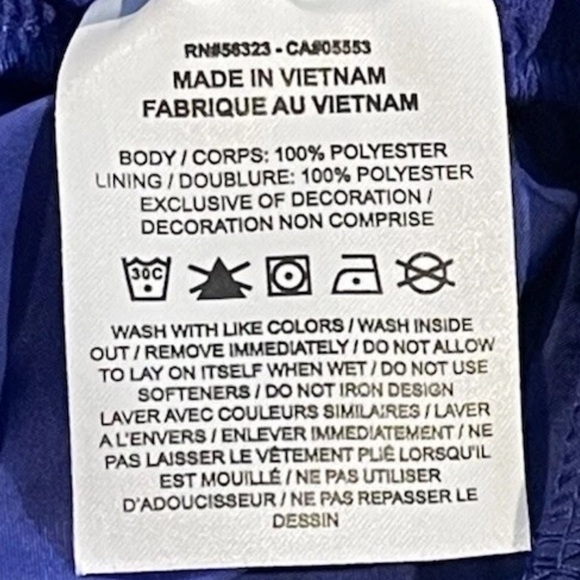 RN#56323 - CA#05553
MADE IN VIETNAM
FABRIQUE AU VIETNAM
BODY / CORPS: 100% POLYESTER
LINING / DOUBLURE: 100% POLYESTER
EXCLUSIVE OF DECORATION /
DECORATION NON COMPRISE
30C
WASH WITH LIKE COLORS / WASH INSIDE
OUT / REMOVE IMMEDIATELY / DO NOT ALLOW
TO LAY ON ITSELF WHEN WET / DO NOT USE
SOFTENERS / DO NOT IRON DESIGN
LAVER AVEC COULEURS SIMILAIRES / LAVER
A L'ENVERS / ENLEVER IMMEDIATEMENT / NE
PAS LAISSER LE VÊTEMENT PLIÉ LORSQU'IL
EST MOUILLÉ / NE PAS UTILISER
D'ADOUCISSEUR / NE PAS REPASSER LE
DESSIN